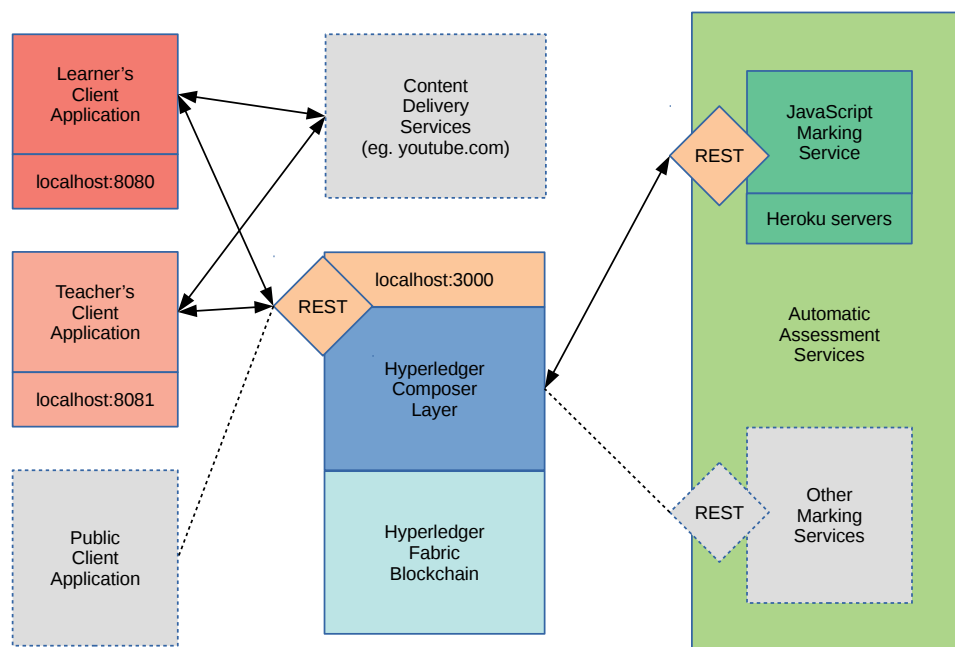 Learner’s
Client
Application
localhost:8080
Content
Delivery
Services
(eg. youtube.com)
REST
JavaScript
Marking
Service
Heroku servers
Teacher’s
Client
Application
localhost:8081
localhost:3000
REST
Hyperledger
Composer
Layer
Automatic
Assessment
Services
Public
Client
Application
Hyperledger
Fabric
Blockchain
REST
Other
Marking
Services